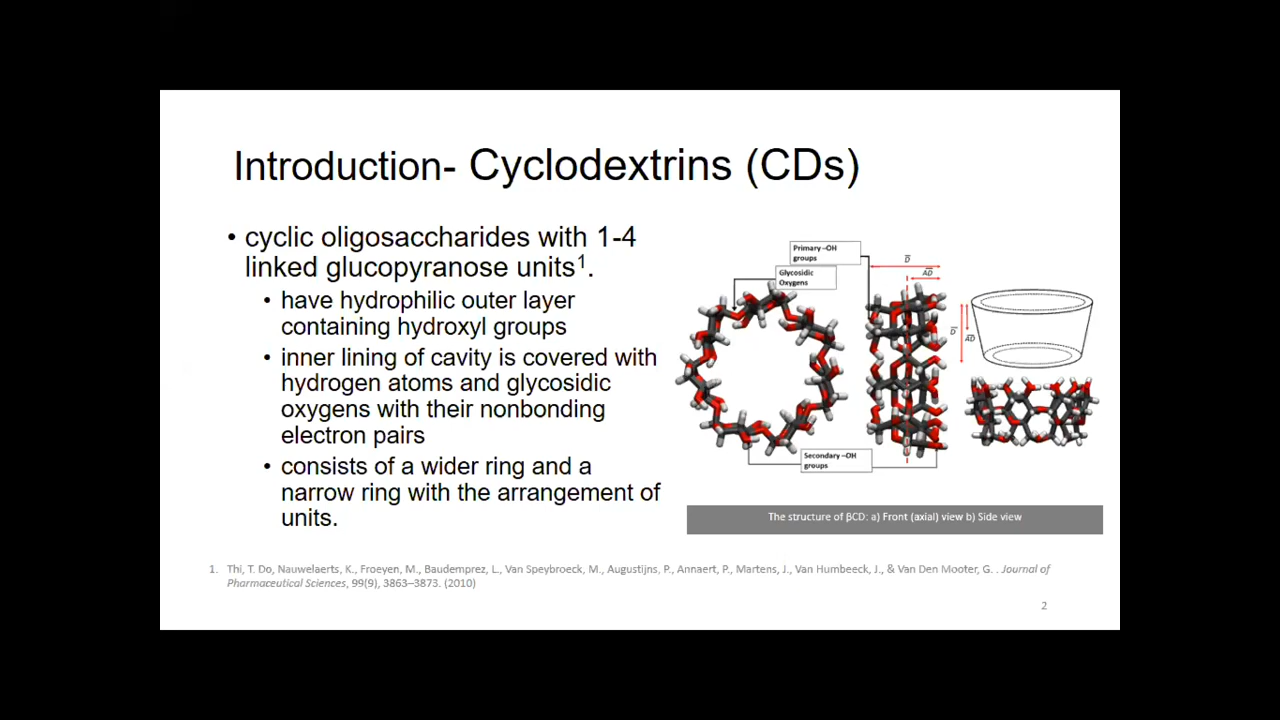 Introduction- Cyclodextrins (CDs)
• cyclic oligosaccharides with 1-4
linked glucopyranose units¹.
• have hydrophilic outer layer
containing hydroxyl groups
• inner lining of cavity is covered with
hydrogen atoms and glycosidic
oxygens with their nonbonding
electron pairs
• consists of a wider ring and a
narrow ring with the arrangement of
units.
Primary –OH
groups
Glycosidic
Oxygens
D̅
A̅D̅
D̅
A̅D̅
Secondary –OH
groups
The structure of βCD: a) Front (axial) view b) Side view
1. Thi, T. Do, Nauwelaerts, K., Froeyen, M., Baudemprez, L., Van Speybroeck, M., Augustijns, P., Annaert, P., Martens, J., Van Humbeeck, J., & Van Den Mooter, G. . Journal of
Pharmaceutical Sciences, 99(9), 3863–3873. (2010)
2